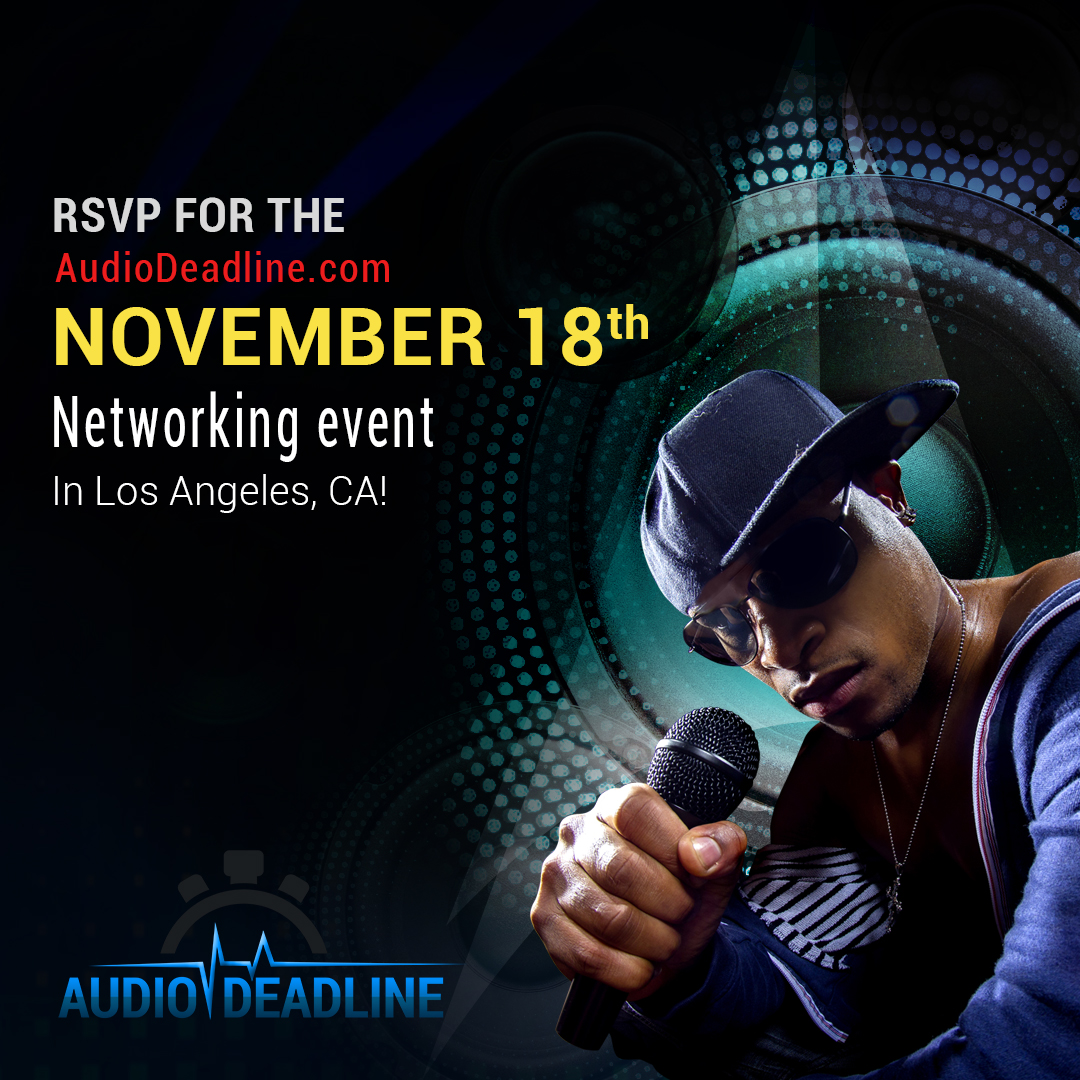 RSVP FOR THE
AudioDeadline.com
NOVEMBER 18th
Networking event
In Los Angeles, CA!
AUDIO DEADLINE